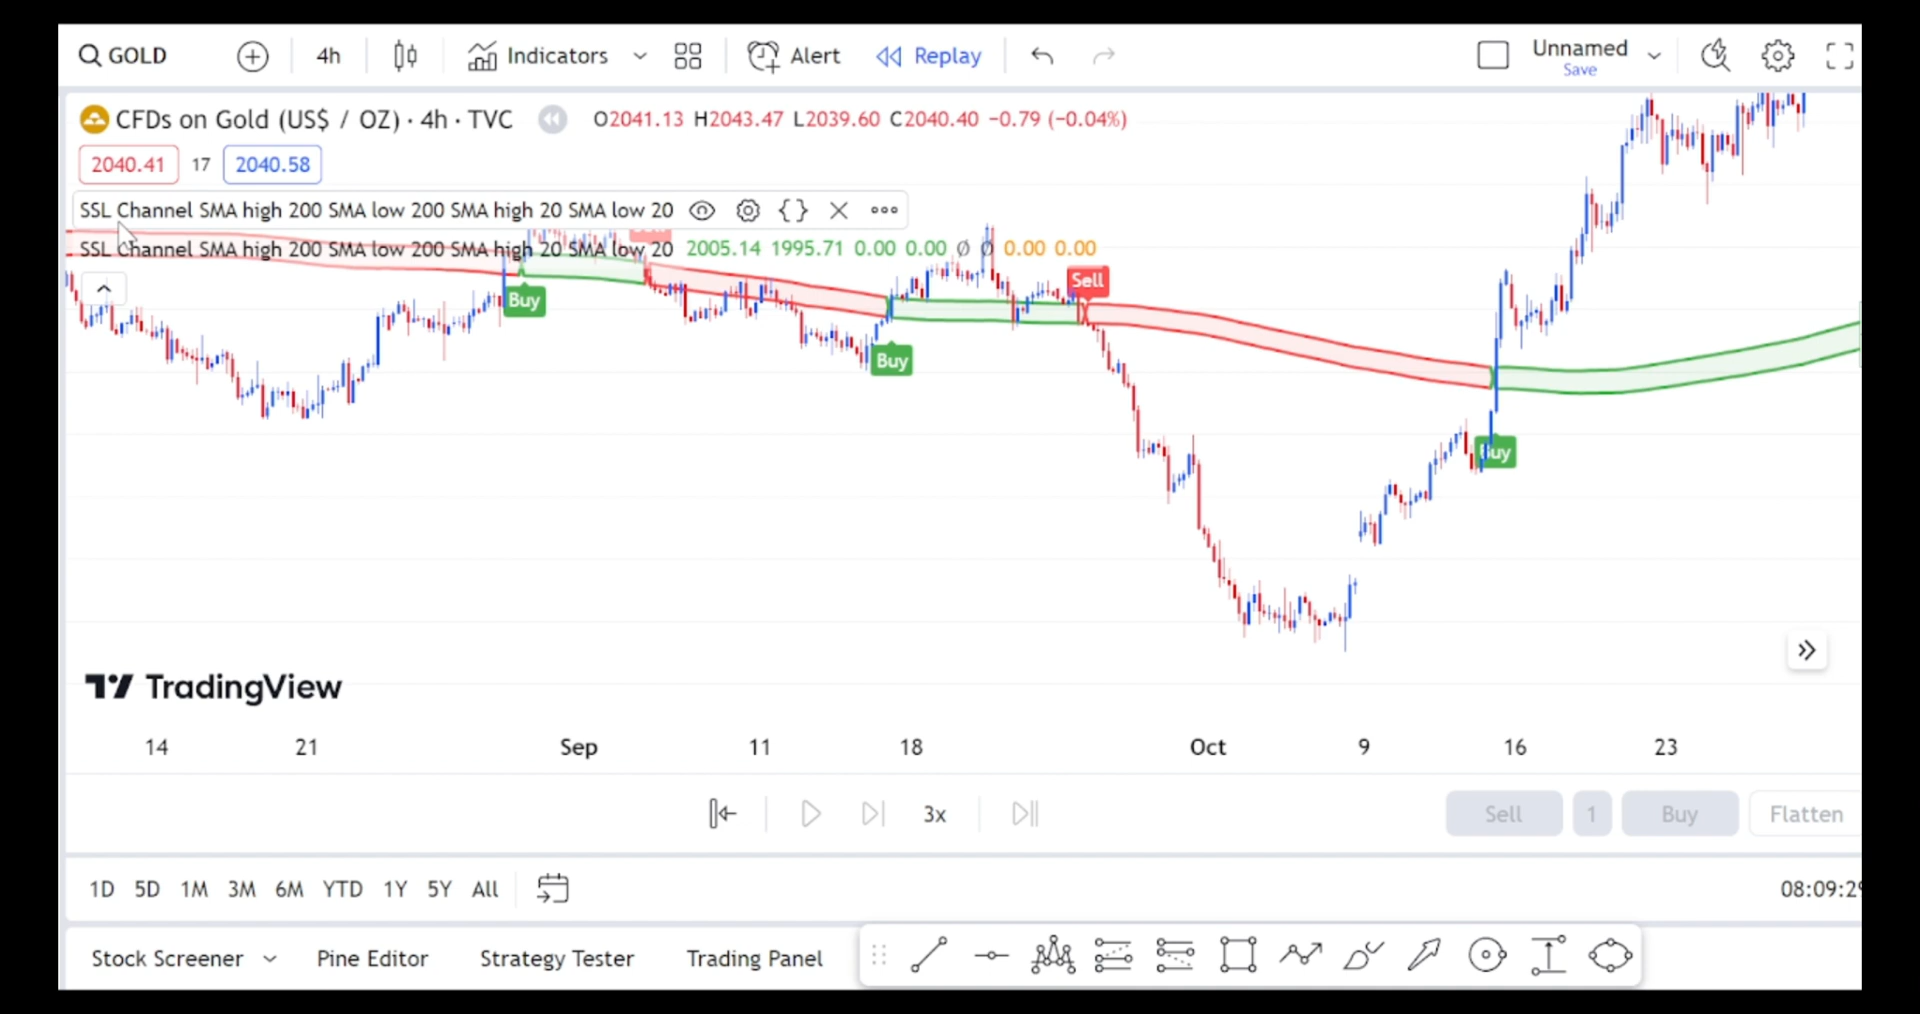 GOLD 4h Indicators Alert Replay Unnamed
Save
CFDs on Gold (US$ / OZ) · 4h · TVC O2041.13 H2043.47 L2039.60 C2040.40 −0.79 (−0.04%)
2040.41 17 2040.58
SSL Channel SMA high 200 SMA low 200 SMA high 20 SMA low 20
SSL Channel SMA high 200 SMA low 200 SMA high 20 SMA low 20 2005.14 1995.71 0.00 0.00 ∅ ∅ 0.00 0.00
Sell
Buy
Buy
Buy
TradingView
14 21 Sep 11 18 Oct 9 16 23
3x Sell 1 Buy Flatten
1D 5D 1M 3M 6M YTD 1Y 5Y All 08:09:29
Stock Screener Pine Editor Strategy Tester Trading Panel